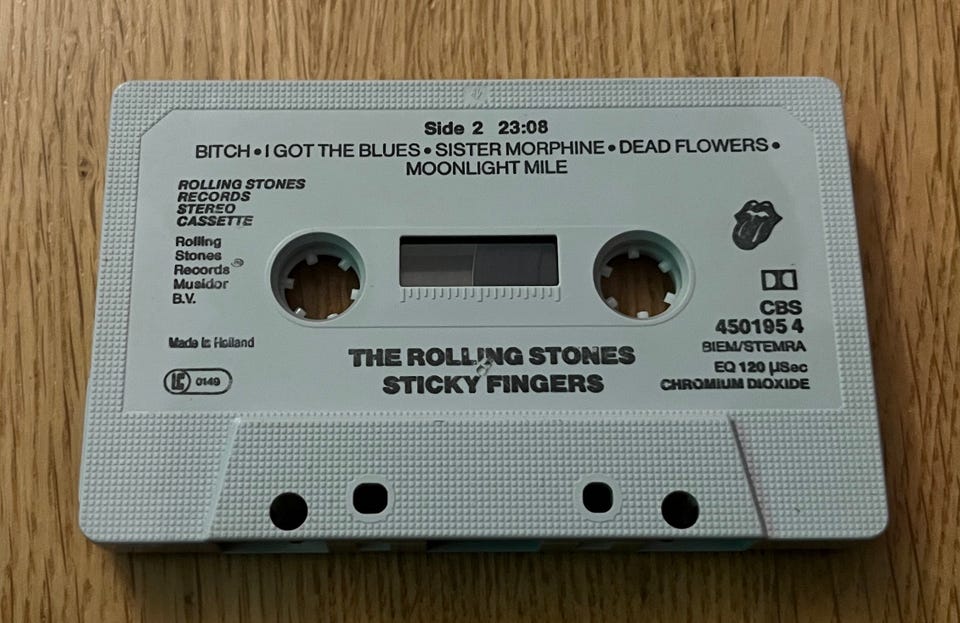 Side 2 23:08
BITCH • I GOT THE BLUES • SISTER MORPHINE • DEAD FLOWERS •
MOONLIGHT MILE
ROLLING STONES
RECORDS
STEREO
CASSETTE
Rolling
Stones
Records
Musidor
B.V.
Made in Holland
LC 0149
THE ROLLING STONES
STICKY FINGERS
CBS
450195 4
BIEM/STEMRA
EQ 120 µSec
CHROMIUM DIOXIDE